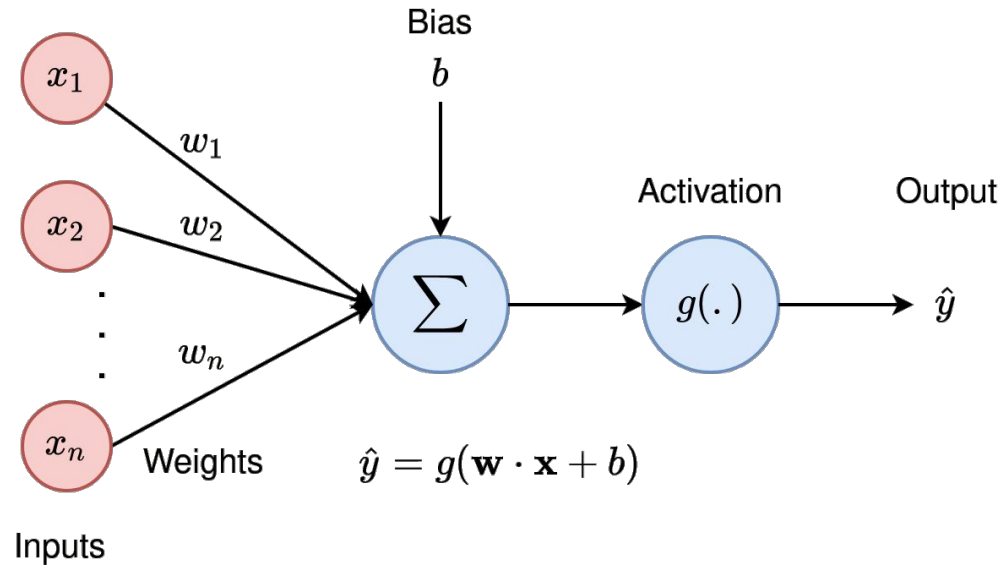 Bias
b
x₁
w₁
Activation
Output
x₂
w₂
∑
g(.)
ŷ
.
.
.
wₙ
xₙ
Weights
ŷ = g(𝐰 · 𝐱 + b)
Inputs